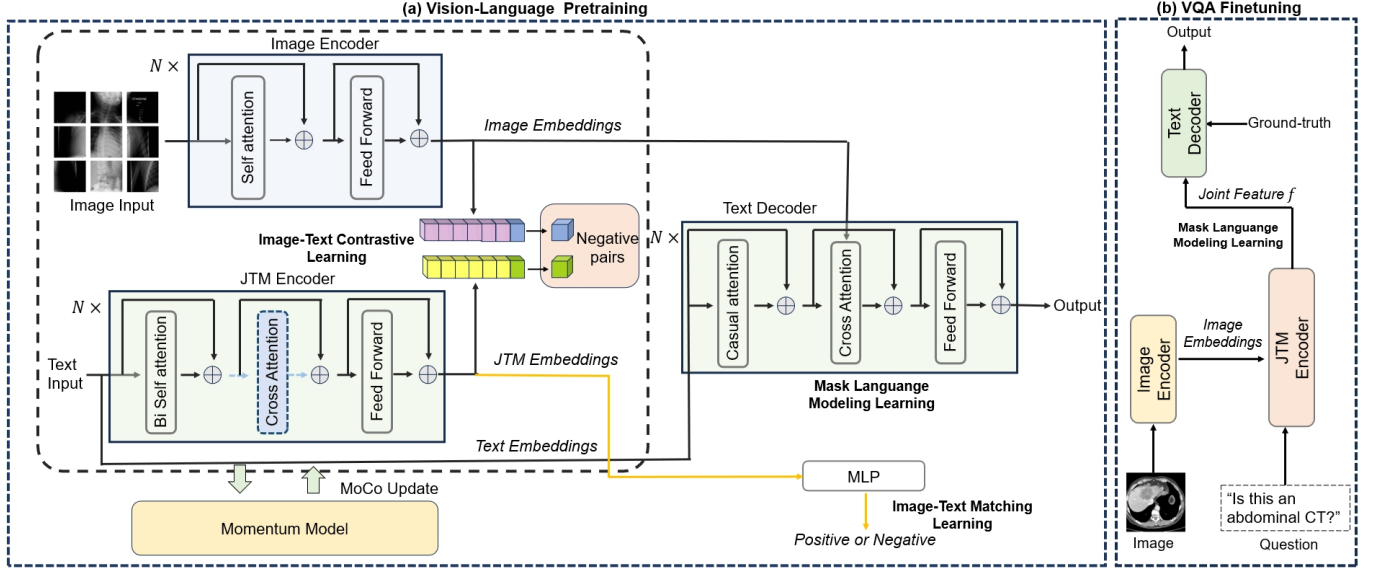 (a) Vision-Language Pretraining
Image Encoder
N ×
Self attention
Feed Forward
Image Input
Image Embeddings
Image-Text Contrastive
Learning
Negative
pairs
JTM Encoder
N ×
Text
Input
Bi Self attention
Cross Attention
Feed Forward
JTM Embeddings
Text Embeddings
MoCo Update
Momentum Model
Text Decoder
N ×
Casual attention
Cross Attention
Feed Forward
Output
Mask Languange
Modeling Learning
MLP
Image-Text Matching
Learning
Positive or Negative
(b) VQA Finetuning
Output
Text
Decoder
Ground-truth
Joint Feature f
Mask Languange
Modeling Learning
Image
Encoder
Image
Embeddings
JTM
Encoder
"Is this an
abdominal CT?"
Image
Question